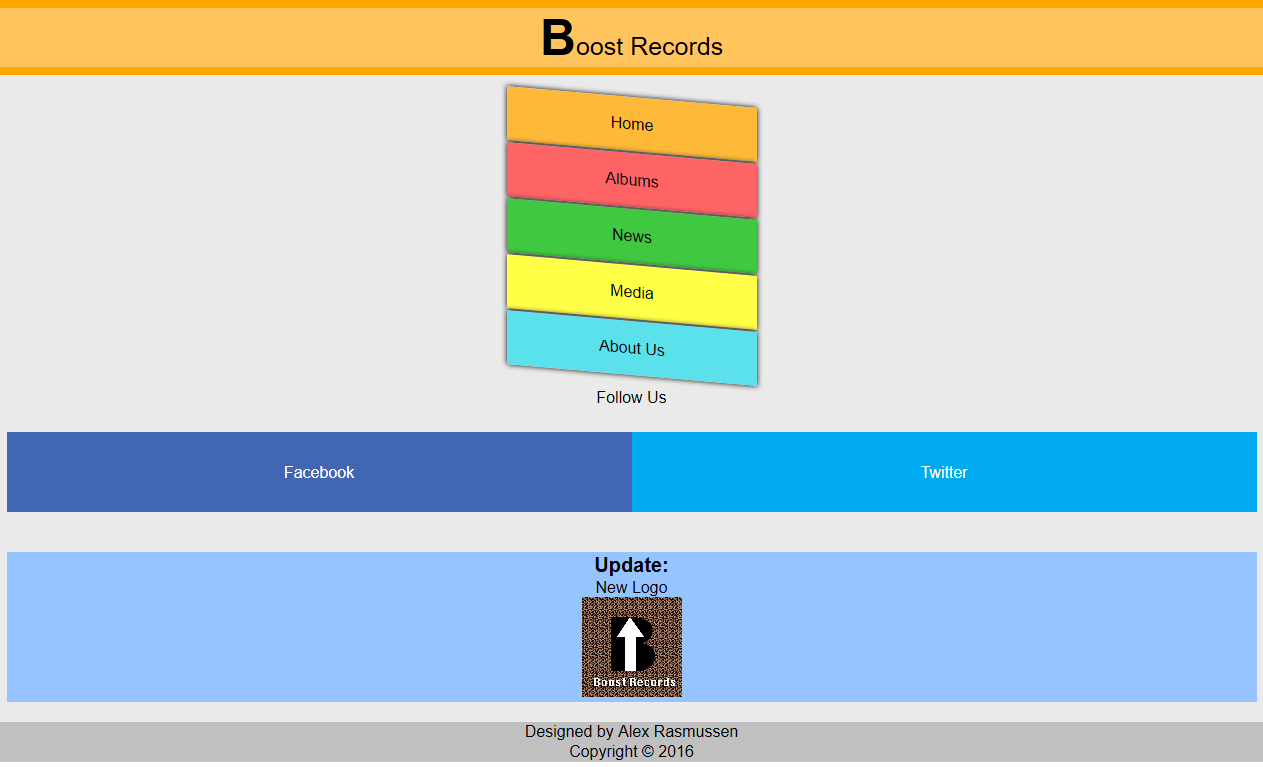 Boost Records
Home
Albums
News
Media
About Us
Follow Us
Facebook
Twitter
Update:
New Logo
B
Boost Records
Designed by Alex Rasmussen
Copyright © 2016